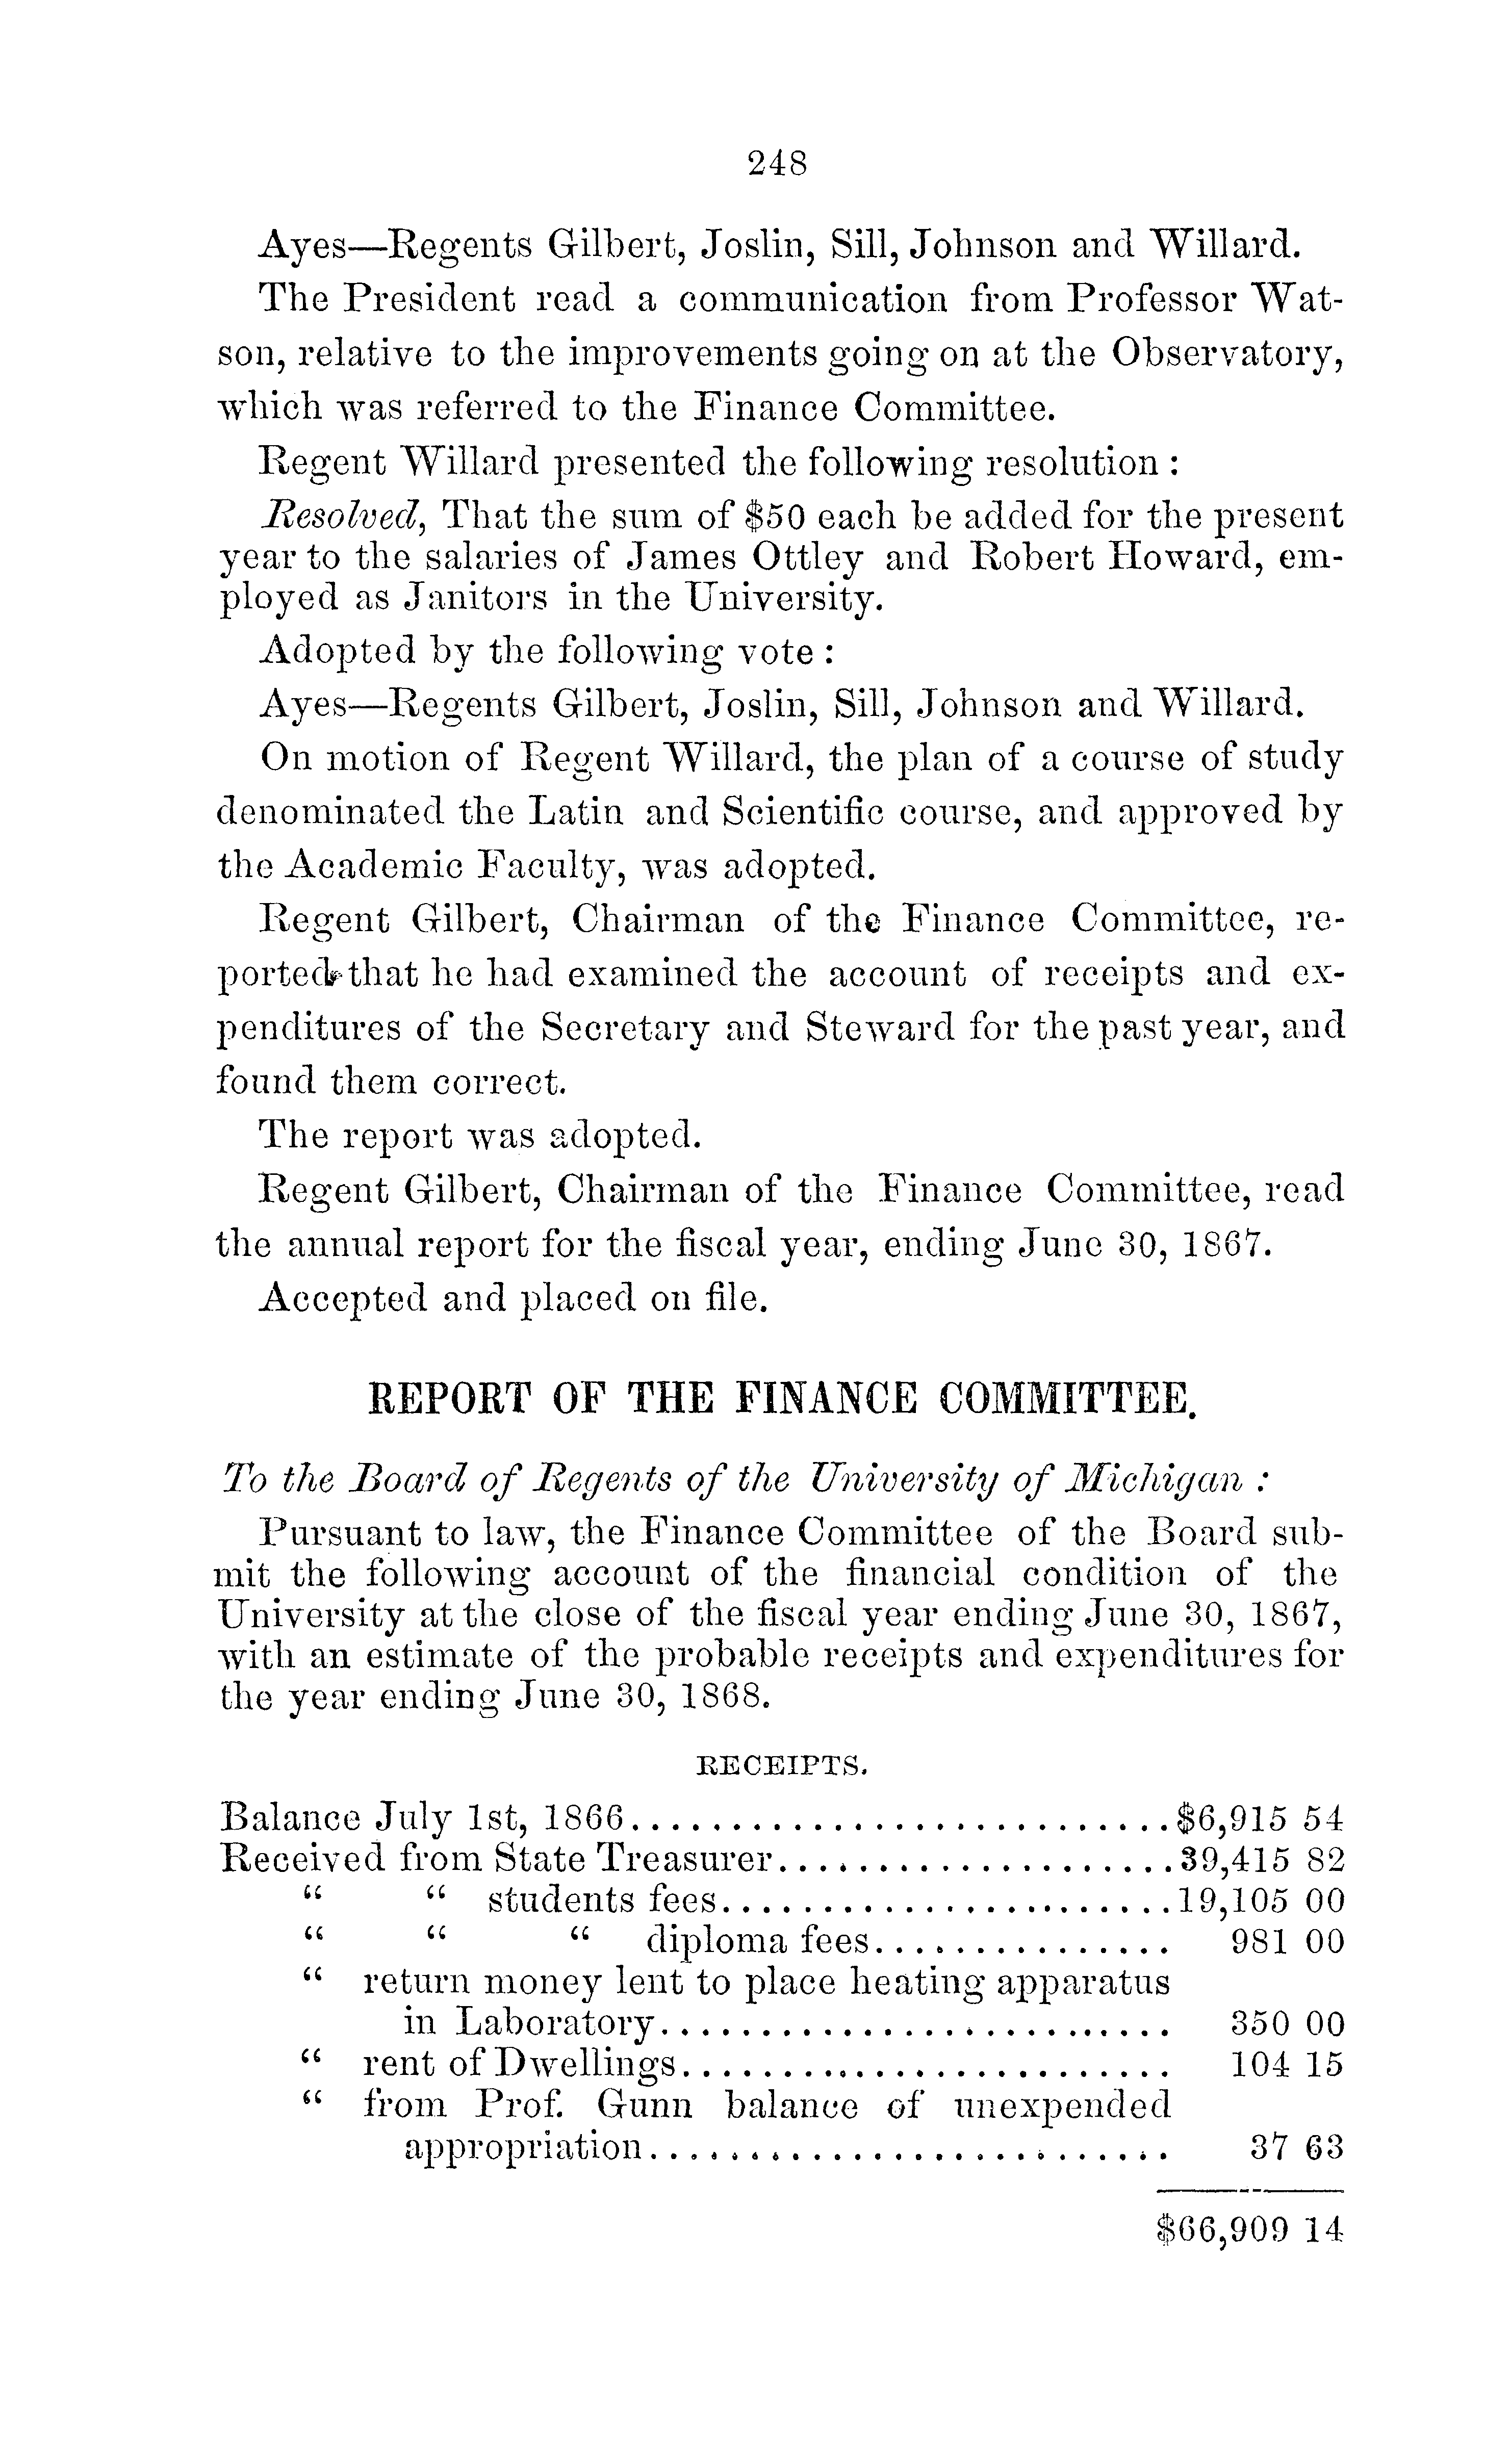 248
Ayes—Regents Gilbert, Joslin, Sill, Johnson and Willard.
The President read a communication from Professor Wat-
son, relative to the improvements going on at the Observatory,
which was referred to the Finance Committee.
Regent Willard presented the following resolution :
Resolved, That the sum of $50 each be added for the present
year to the salaries of James Ottley and Robert Howard, em-
ployed as Janitors in the University.
Adopted by the following vote :
Ayes—Regents Gilbert, Joslin, Sill, Johnson and Willard.
On motion of Regent Willard, the plan of a course of study
denominated the Latin and Scientific course, and approved by
the Academic Faculty, was adopted.
Regent Gilbert, Chairman of the Finance Committee, re-
ported that he had examined the account of receipts and ex-
penditures of the Secretary and Steward for the past year, and
found them correct.
The report was adopted.
Regent Gilbert, Chairman of the Finance Committee, read
the annual report for the fiscal year, ending June 30, 1867.
Accepted and placed on file.
REPORT OF THE FINANCE COMMITTEE.
To the Board of Regents of the University of Michigan :
Pursuant to law, the Finance Committee of the Board sub-
mit the following account of the financial condition of the
University at the close of the fiscal year ending June 30, 1867,
with an estimate of the probable receipts and expenditures for
the year ending June 30, 1868.
RECEIPTS.
Balance July 1st, 1866...........................$6,915 54
Received from State Treasurer....................39,415 82
“ “ students fees.......................19,105 00
“ “ “ diploma fees............... 981 00
“ return money lent to place heating apparatus
in Laboratory.......................... 350 00
“ rent of Dwellings......................... 104 15
“ from Prof. Gunn balance of unexpended
appropriation.......................... 37 63
$66,909 14